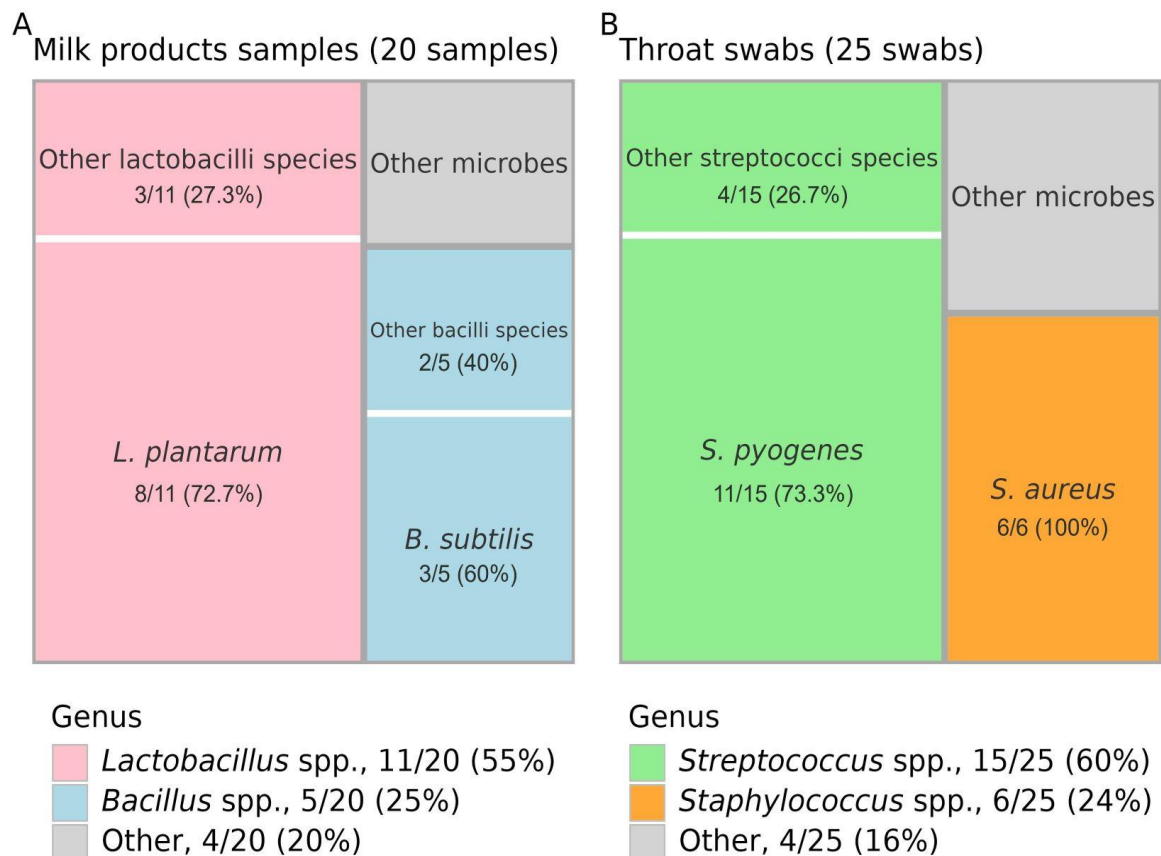 A
Milk products samples (20 samples)
Other lactobacilli species
3/11 (27.3%)
Other microbes
Other bacilli species
2/5 (40%)
L. plantarum
8/11 (72.7%)
B. subtilis
3/5 (60%)
Genus
Lactobacillus spp., 11/20 (55%)
Bacillus spp., 5/20 (25%)
Other, 4/20 (20%)
B
Throat swabs (25 swabs)
Other streptococci species
4/15 (26.7%)
Other microbes
S. pyogenes
11/15 (73.3%)
S. aureus
6/6 (100%)
Genus
Streptococcus spp., 15/25 (60%)
Staphylococcus spp., 6/25 (24%)
Other, 4/25 (16%)